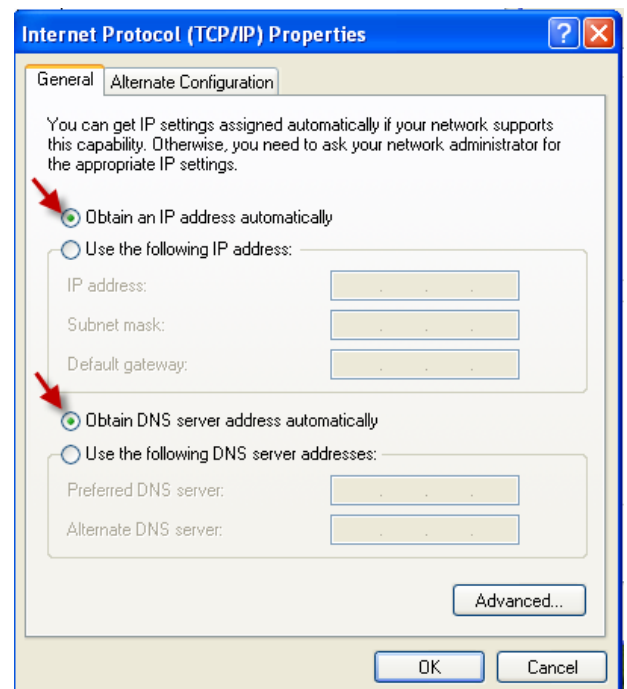 Internet Protocol (TCP/IP) Properties
General
Alternate Configuration
You can get IP settings assigned automatically if your network supports
this capability. Otherwise, you need to ask your network administrator for
the appropriate IP settings.
Obtain an IP address automatically
Use the following IP address:
IP address:
Subnet mask:
Default gateway:
Obtain DNS server address automatically
Use the following DNS server addresses:
Preferred DNS server:
Alternate DNS server:
Advanced...
OK
Cancel